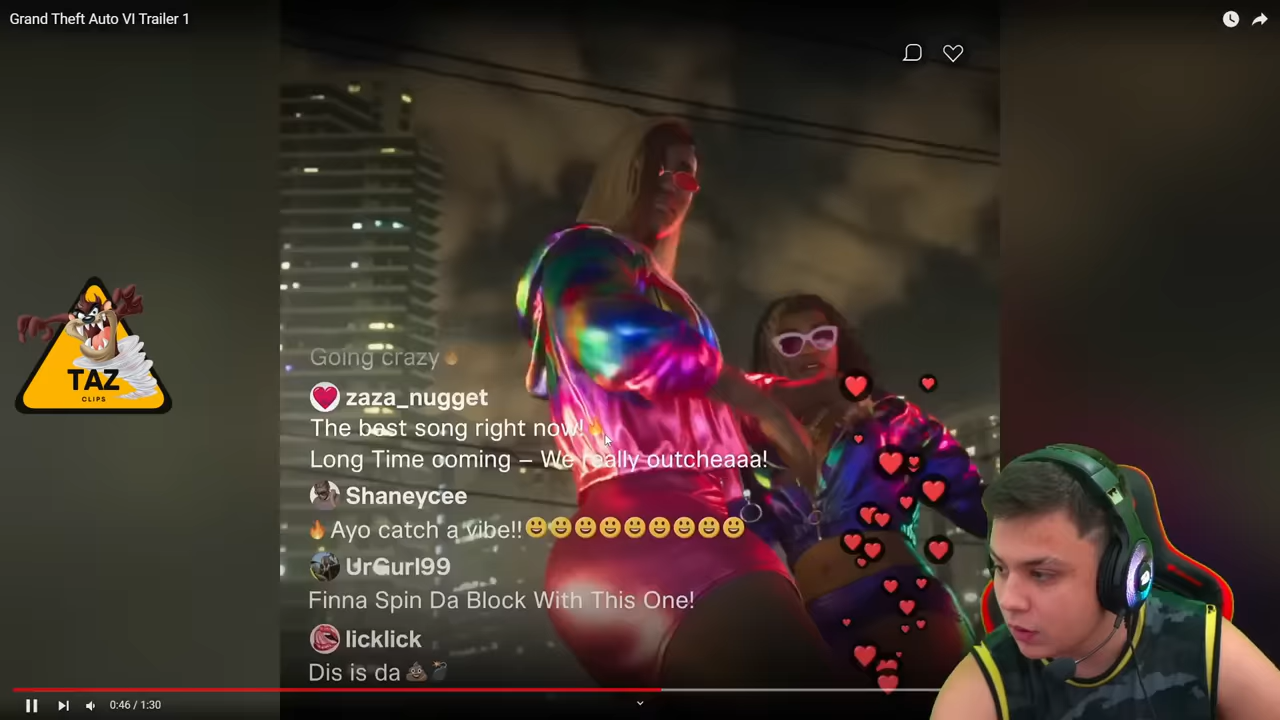 Grand Theft Auto VI Trailer 1
Going crazy🔥
zaza_nugget
The best song right now!🔥
Long Time coming – We really outcheaaa!
Shaneycee
🔥Ayo catch a vibe!!😀😀😀😀😀😀😀😀😀
UrGurl99
Finna Spin Da Block With This One!
licklick
Dis is da💩💣
TAZ
CLIPS
0:46 / 1:30